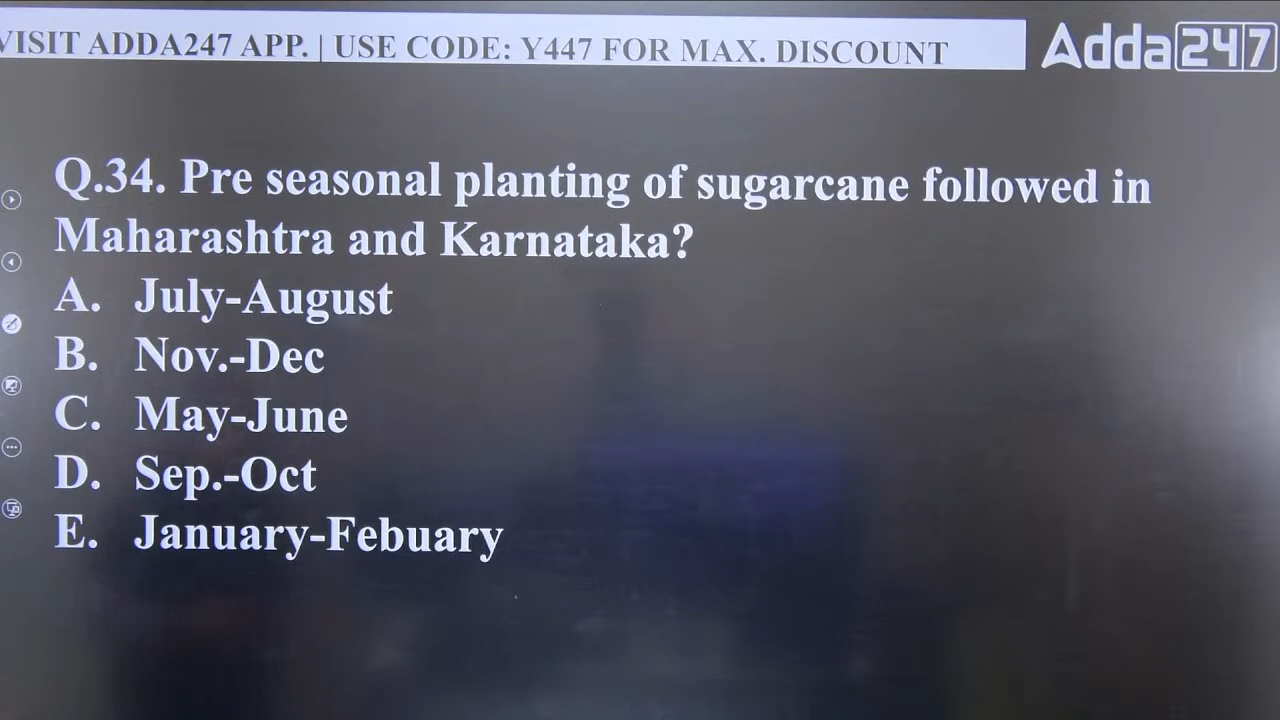 VISIT ADDA247 APP. | USE CODE: Y447 FOR MAX. DISCOUNT
Adda247
Q.34. Pre seasonal planting of sugarcane followed in
Maharashtra and Karnataka?
A. July-August
B. Nov.-Dec
C. May-June
D. Sep.-Oct
E. January-Febuary